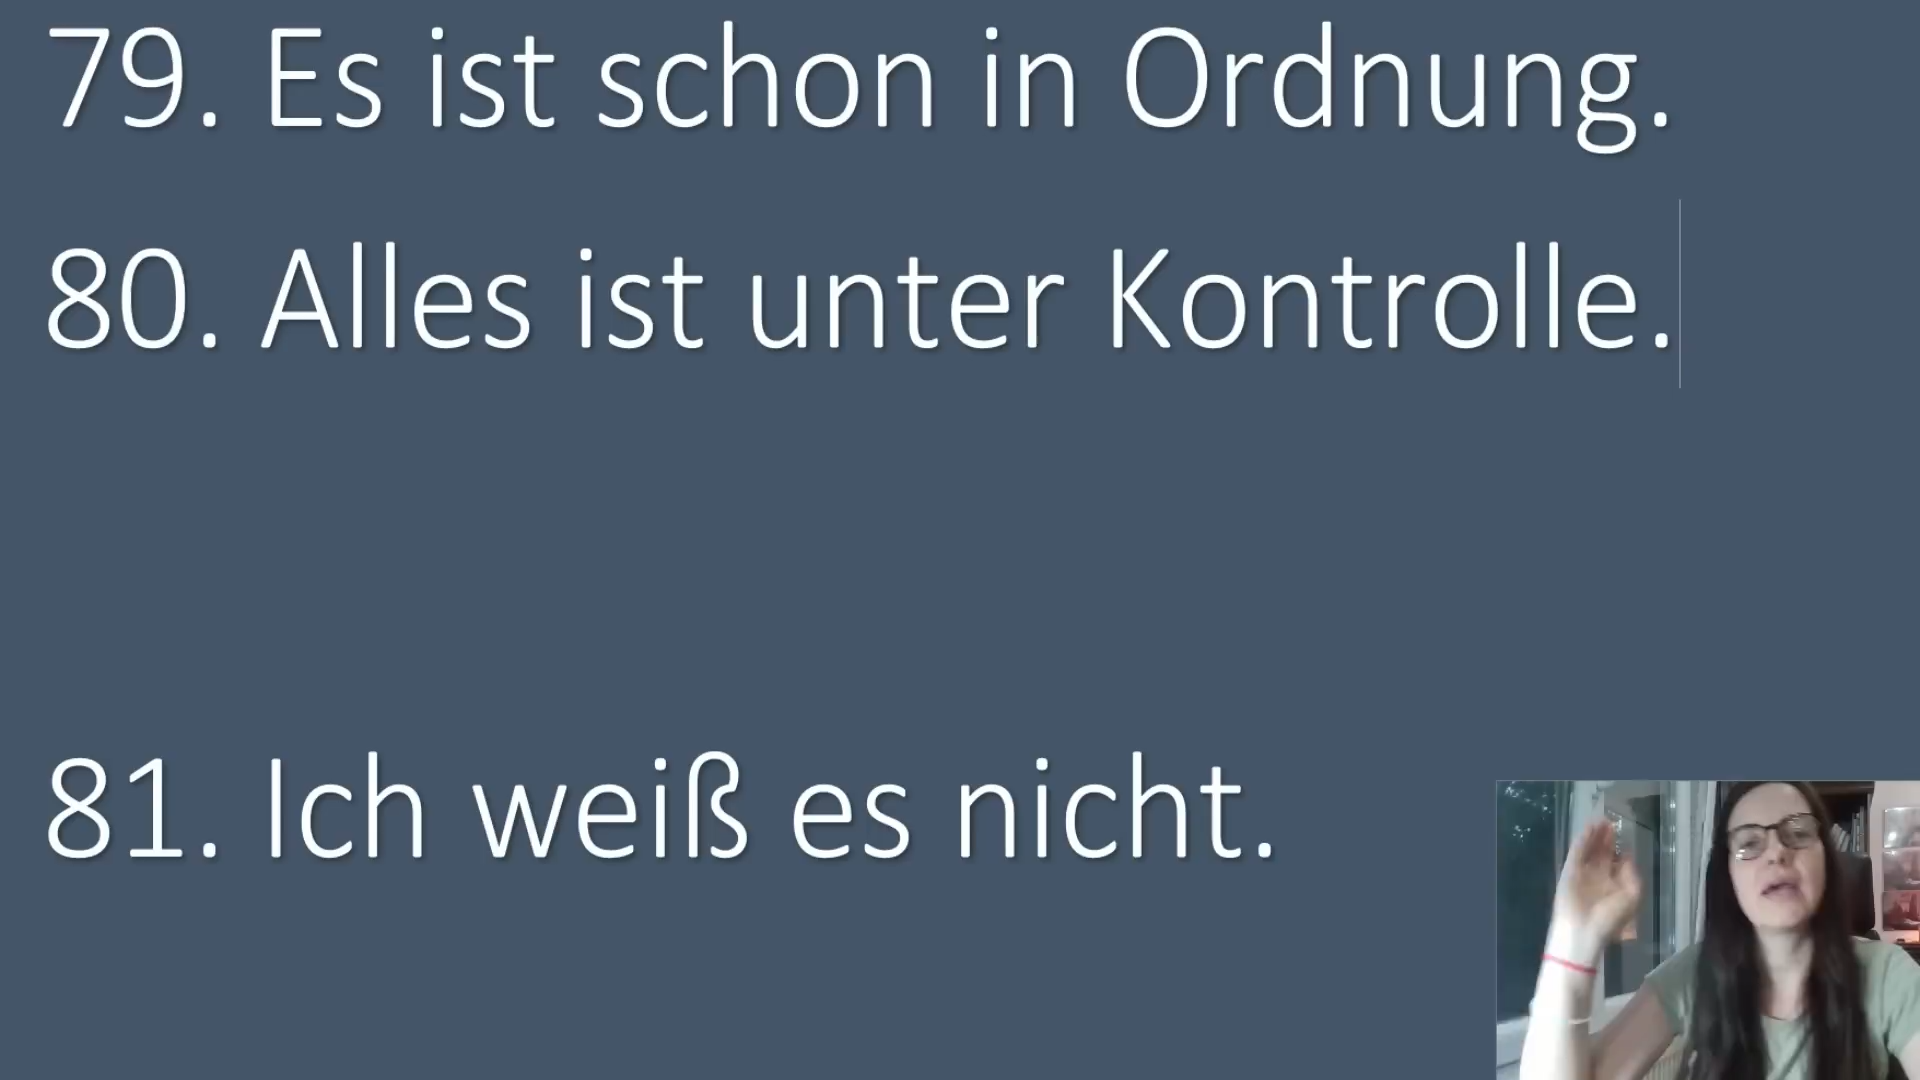 79. Es ist schon in Ordnung.
80. Alles ist unter Kontrolle.
81. Ich weiß es nicht.